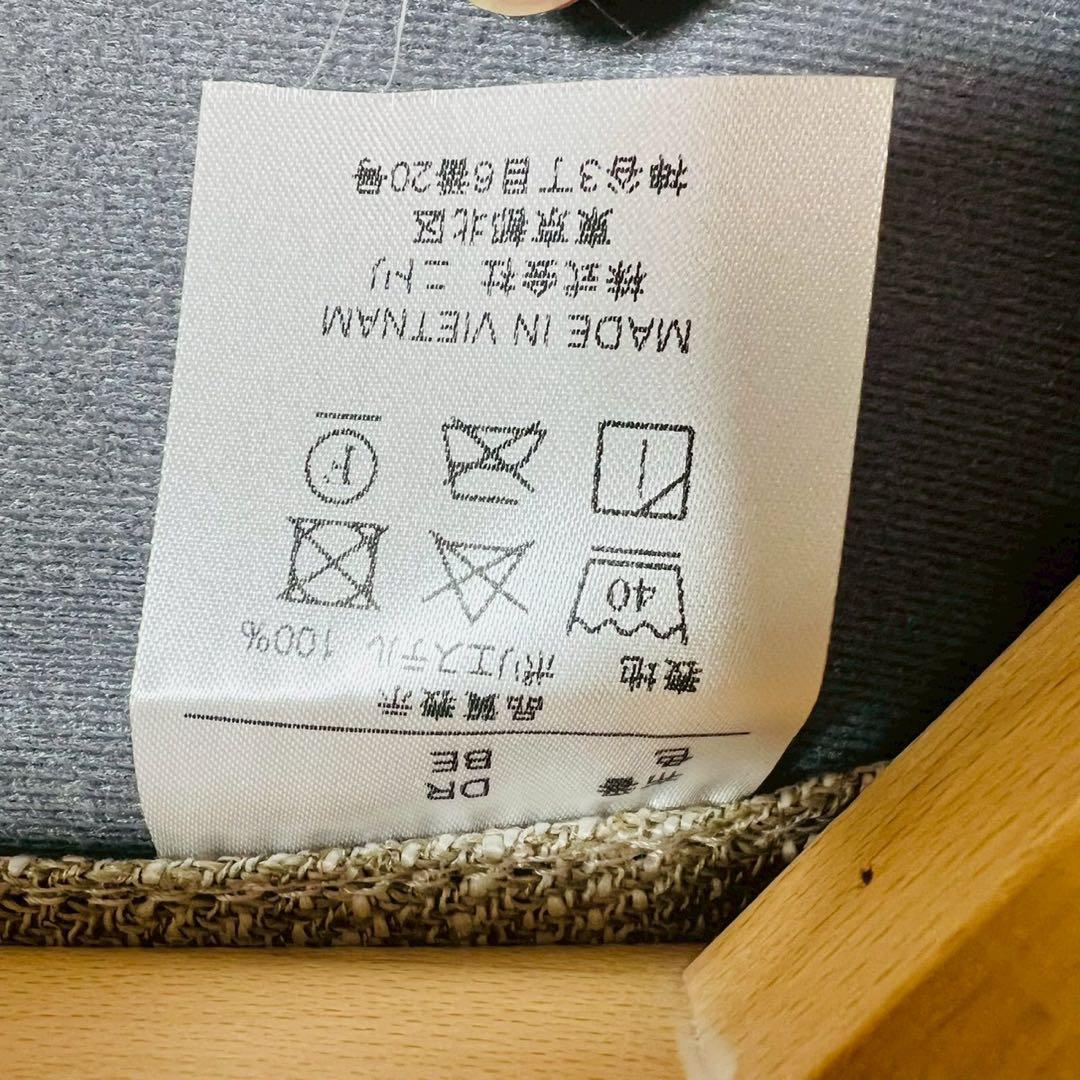 布番 DR
色 BE
品質表示
表地 ポリエステル 100%
40
F
MADE IN VIETNAM
株式会社 ニトリ
東京都北区
神谷3丁目6番20号